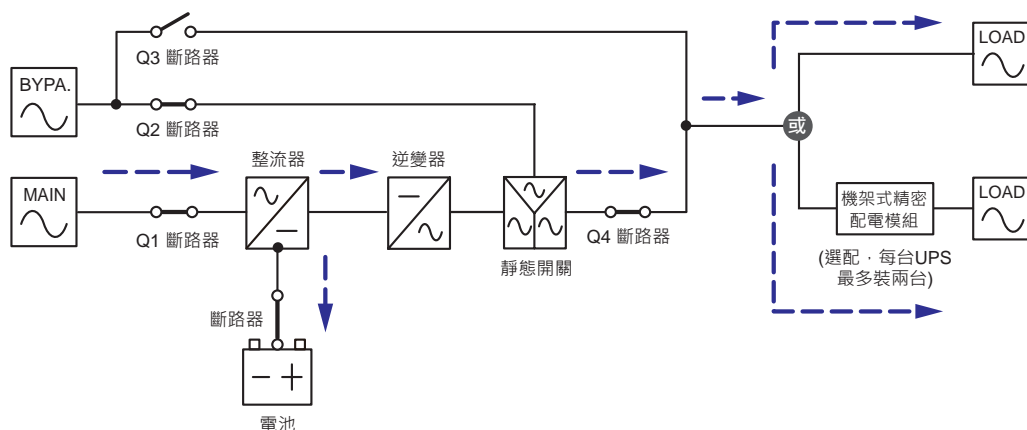 Q3 斷路器
LOAD
BYPA.
或
Q2 斷路器
整流器
逆變器
MAIN
LOAD
機架式精密
配電模組
Q1 斷路器
Q4 斷路器
靜態開關
(選配，每台UPS
最多裝兩台)
斷路器
電池